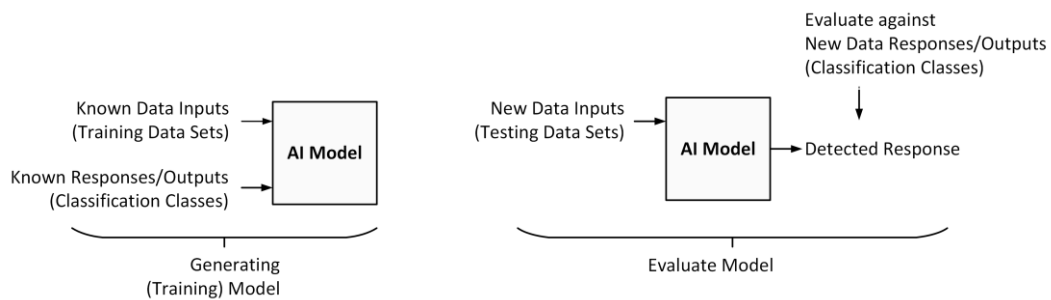 Known Data Inputs
(Training Data Sets)
Known Responses/Outputs
(Classification Classes)
AI Model
Generating
(Training) Model
Evaluate against
New Data Responses/Outputs
(Classification Classes)
New Data Inputs
(Testing Data Sets)
AI Model
Detected Response
Evaluate Model